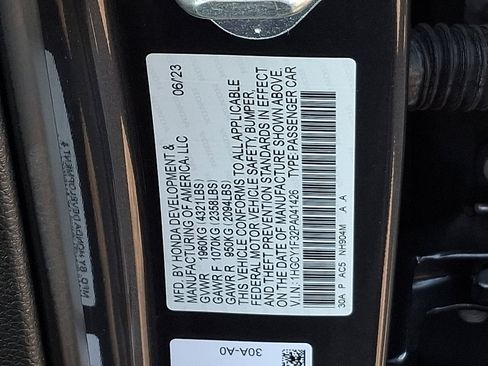 MFD. BY HONDA DEVELOPMENT & 06/23
MANUFACTURING OF AMERICA, LLC
GVWR 1960KG (4321LBS)
GAWR F 1070KG (2358LBS)
GAWR R 950KG (2094LBS)
THIS VEHICLE CONFORMS TO ALL APPLICABLE
FEDERAL MOTOR VEHICLE SAFETY, BUMPER,
AND THEFT PREVENTION STANDARDS IN EFFECT
ON THE DATE OF MANUFACTURE SHOWN ABOVE.
V.I.N.: 1HGCY1F32PA041426 TYPE:PASSENGER CAR
30A P AC5 NH904M A A
30A-A0